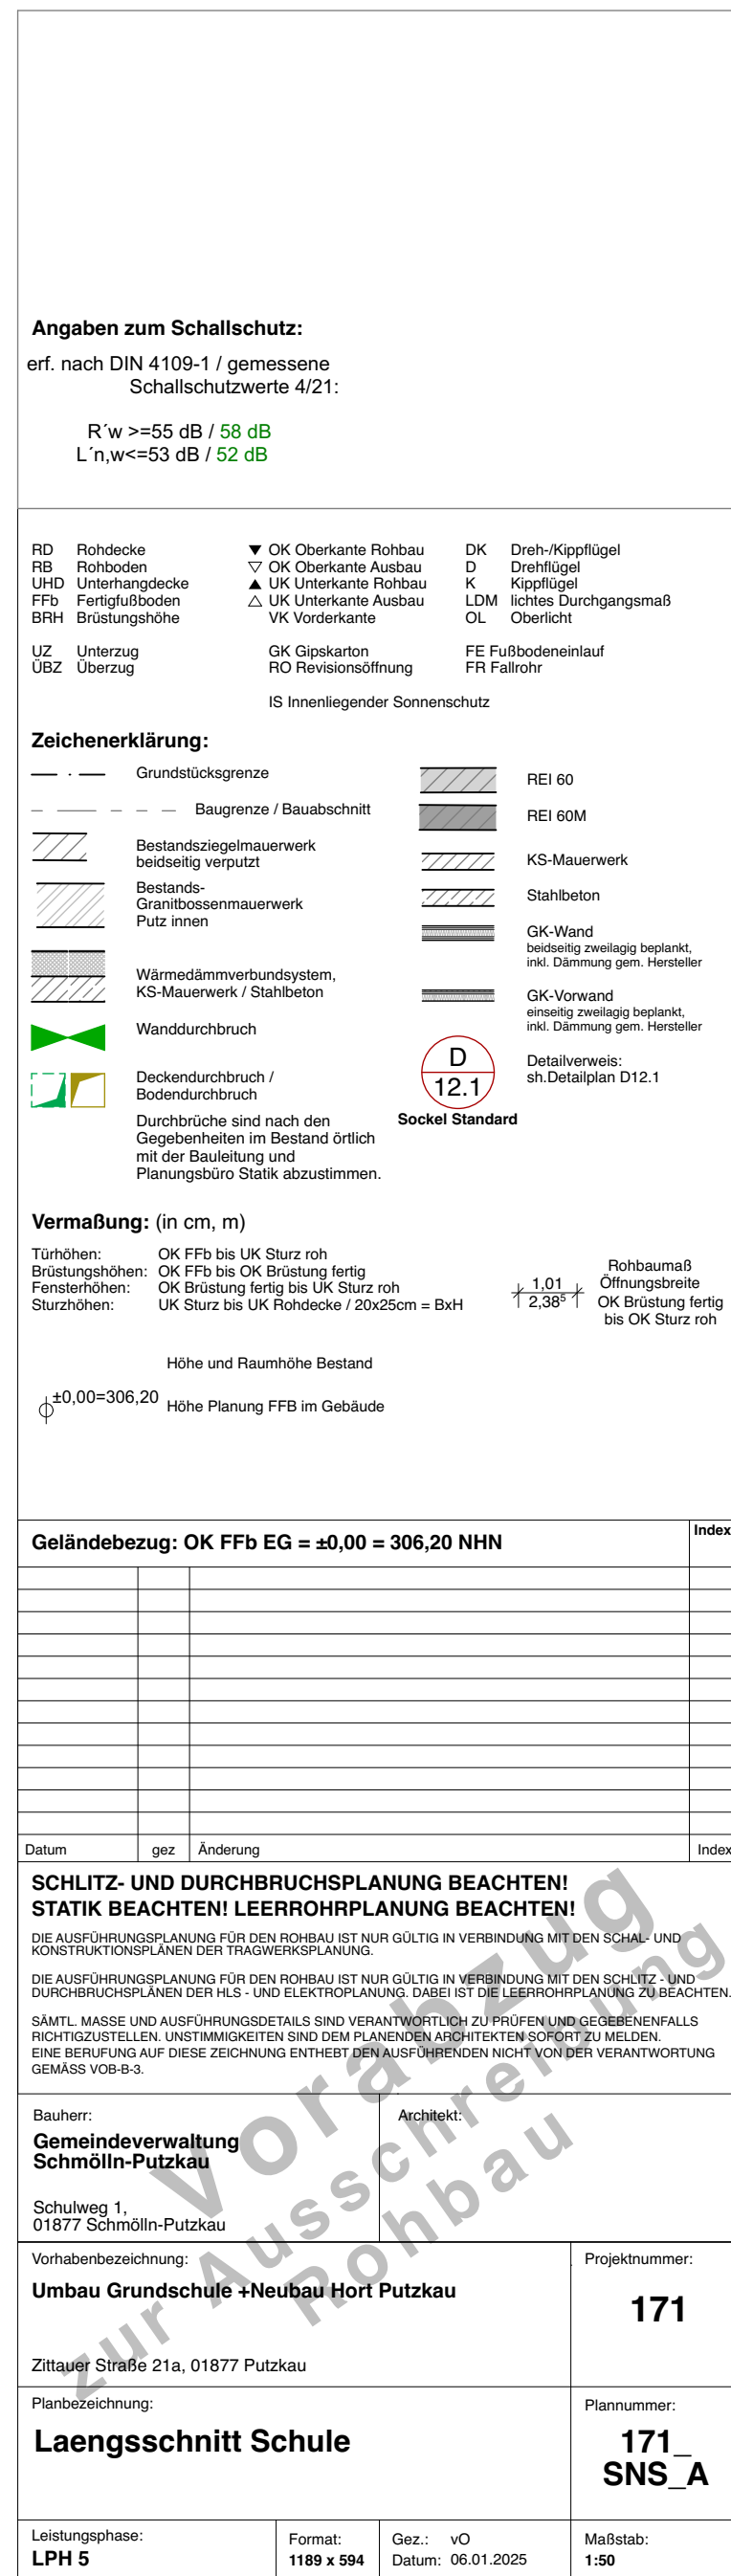 Angaben zum Schallschutz:
erf. nach DIN 4109-1 / gemessene
Schallschutzwerte 4/21:
R´w >=55 dB / 58 dB
L´n,w<=53 dB / 52 dB
RD Rohdecke
RB Rohboden
UHD Unterhangdecke
FFb Fertigfußboden
BRH Brüstungshöhe
UZ Unterzug
ÜBZ Überzug
▼ OK Oberkante Rohbau
▽ OK Oberkante Ausbau
▲ UK Unterkante Rohbau
△ UK Unterkante Ausbau
VK Vorderkante
GK Gipskarton
RO Revisionsöffnung
IS Innenliegender Sonnenschutz
DK Dreh-/Kippflügel
D Drehflügel
K Kippflügel
LDM lichtes Durchgangsmaß
OL Oberlicht
FE Fußbodeneinlauf
FR Fallrohr
Zeichenerklärung:
Grundstücksgrenze
Baugrenze / Bauabschnitt
Bestandsziegelmauerwerk
beidseitig verputzt
Bestands-
Granitbossenmauerwerk
Putz innen
Wärmedämmverbundsystem,
KS-Mauerwerk / Stahlbeton
Wanddurchbruch
Deckendurchbruch /
Bodendurchbruch
Durchbrüche sind nach den
Gegebenheiten im Bestand örtlich
mit der Bauleitung und
Planungsbüro Statik abzustimmen.
REI 60
REI 60M
KS-Mauerwerk
Stahlbeton
GK-Wand
beidseitig zweilagig beplankt,
inkl. Dämmung gem. Hersteller
GK-Vorwand
einseitig zweilagig beplankt,
inkl. Dämmung gem. Hersteller
D
12.1
Sockel Standard
Detailverweis:
sh.Detailplan D12.1
Vermaßung: (in cm, m)
Türhöhen: OK FFb bis UK Sturz roh
Brüstungshöhen: OK FFb bis OK Brüstung fertig
Fensterhöhen: OK Brüstung fertig bis UK Sturz roh
Sturzhöhen: UK Sturz bis UK Rohdecke / 20x25cm = BxH
1,01
2,38⁵
Rohbaumaß
Öffnungsbreite
OK Brüstung fertig
bis OK Sturz roh
Höhe und Raumhöhe Bestand
±0,00=306,20
Höhe Planung FFB im Gebäude
Geländebezug: OK FFb EG = ±0,00 = 306,20 NHN
Index
Datum gez Änderung Index
SCHLITZ- UND DURCHBRUCHSPLANUNG BEACHTEN!
STATIK BEACHTEN! LEERROHRPLANUNG BEACHTEN!
DIE AUSFÜHRUNGSPLANUNG FÜR DEN ROHBAU IST NUR GÜLTIG IN VERBINDUNG MIT DEN SCHAL- UND
KONSTRUKTIONSPLÄNEN DER TRAGWERKSPLANUNG.
DIE AUSFÜHRUNGSPLANUNG FÜR DEN ROHBAU IST NUR GÜLTIG IN VERBINDUNG MIT DEN SCHLITZ - UND
DURCHBRUCHSPLÄNEN DER HLS - UND ELEKTROPLANUNG. DABEI IST DIE LEERROHRPLANUNG ZU BEACHTEN.
SÄMTL. MASSE UND AUSFÜHRUNGSDETAILS SIND VERANTWORTLICH ZU PRÜFEN UND GEGEBENENFALLS
RICHTIGZUSTELLEN. UNSTIMMIGKEITEN SIND DEM PLANENDEN ARCHITEKTEN SOFORT ZU MELDEN.
EINE BERUFUNG AUF DIESE ZEICHNUNG ENTHEBT DEN AUSFÜHRENDEN NICHT VON DER VERANTWORTUNG
GEMÄSS VOB-B-3.
Vorabzug
zur Ausschreibung
Rohbau
Bauherr:
Gemeindeverwaltung
Schmölln-Putzkau
Schulweg 1,
01877 Schmölln-Putzkau
Architekt:
Vorhabenbezeichnung:
Umbau Grundschule +Neubau Hort Putzkau
Zittauer Straße 21a, 01877 Putzkau
Projektnummer:
171
Planbezeichnung:
Laengsschnitt Schule
Plannummer:
171_
SNS_A
Leistungsphase:
LPH 5
Format:
1189 x 594
Gez.: vO
Datum: 06.01.2025
Maßstab:
1:50